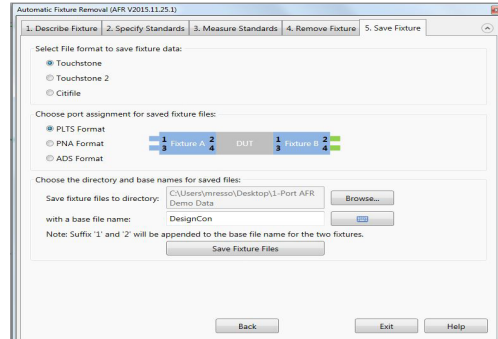 Automatic Fixture Removal (AFR V2015.11.25.1)
1. Describe Fixture 2. Specify Standards 3. Measure Standards 4. Remove Fixture 5. Save Fixture
Select File format to save fixture data:
Touchstone
Touchstone 2
Citifile
Choose port assignment for saved fixture files:
PLTS Format
PNA Format
ADS Format
1 Fixture A 2 DUT 1 Fixture B 2
3 4 3 4
Choose the directory and base names for saved files:
Save fixture files to directory: C:\Users\mresso\Desktop\1-Port AFR
Demo Data
Browse...
with a base file name: DesignCon
Note: Suffix '1' and '2' will be appended to the base file name for the two fixtures.
Save Fixture Files
Back Exit Help